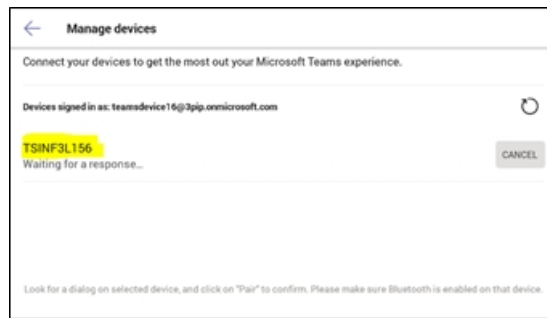 Manage devices
Connect your devices to get the most out your Microsoft Teams experience.
Devices signed in as: teamsdevice16@3pip.onmicrosoft.com
TSINF3L156
Waiting for a response...
CANCEL
Look for a dialog on selected device, and click on "Pair" to confirm. Please make sure Bluetooth is enabled on that device.